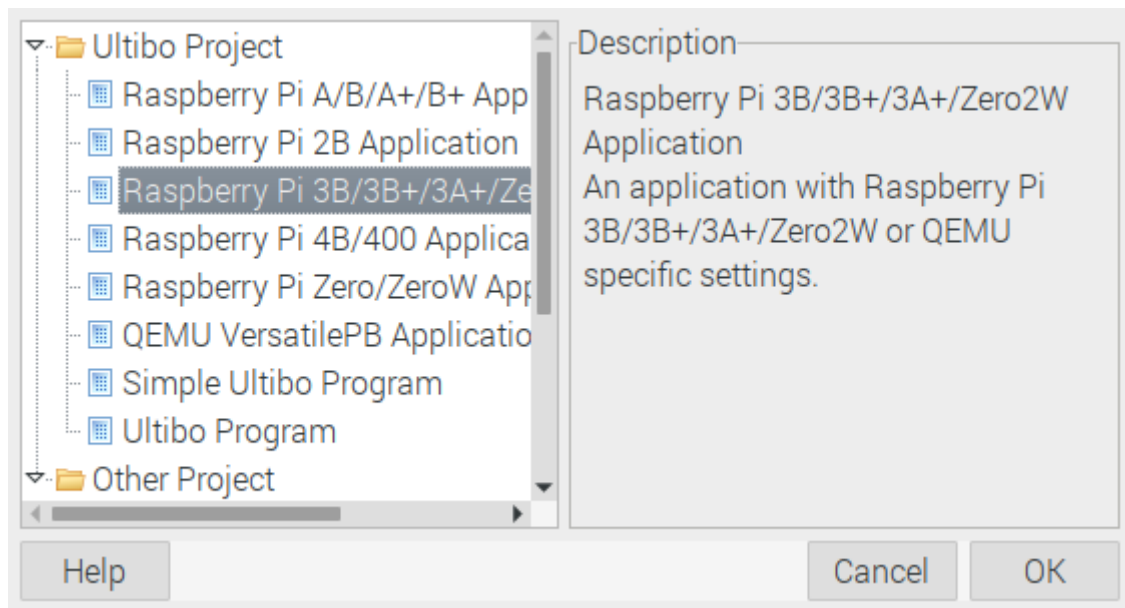 Ultibo Project
Raspberry Pi A/B/A+/B+ App
Raspberry Pi 2B Application
Raspberry Pi 3B/3B+/3A+/Ze
Raspberry Pi 4B/400 Applica
Raspberry Pi Zero/ZeroW App
QEMU VersatilePB Applicatio
Simple Ultibo Program
Ultibo Program
Other Project
Description
Raspberry Pi 3B/3B+/3A+/Zero2W
Application
An application with Raspberry Pi
3B/3B+/3A+/Zero2W or QEMU
specific settings.
Help
Cancel
OK